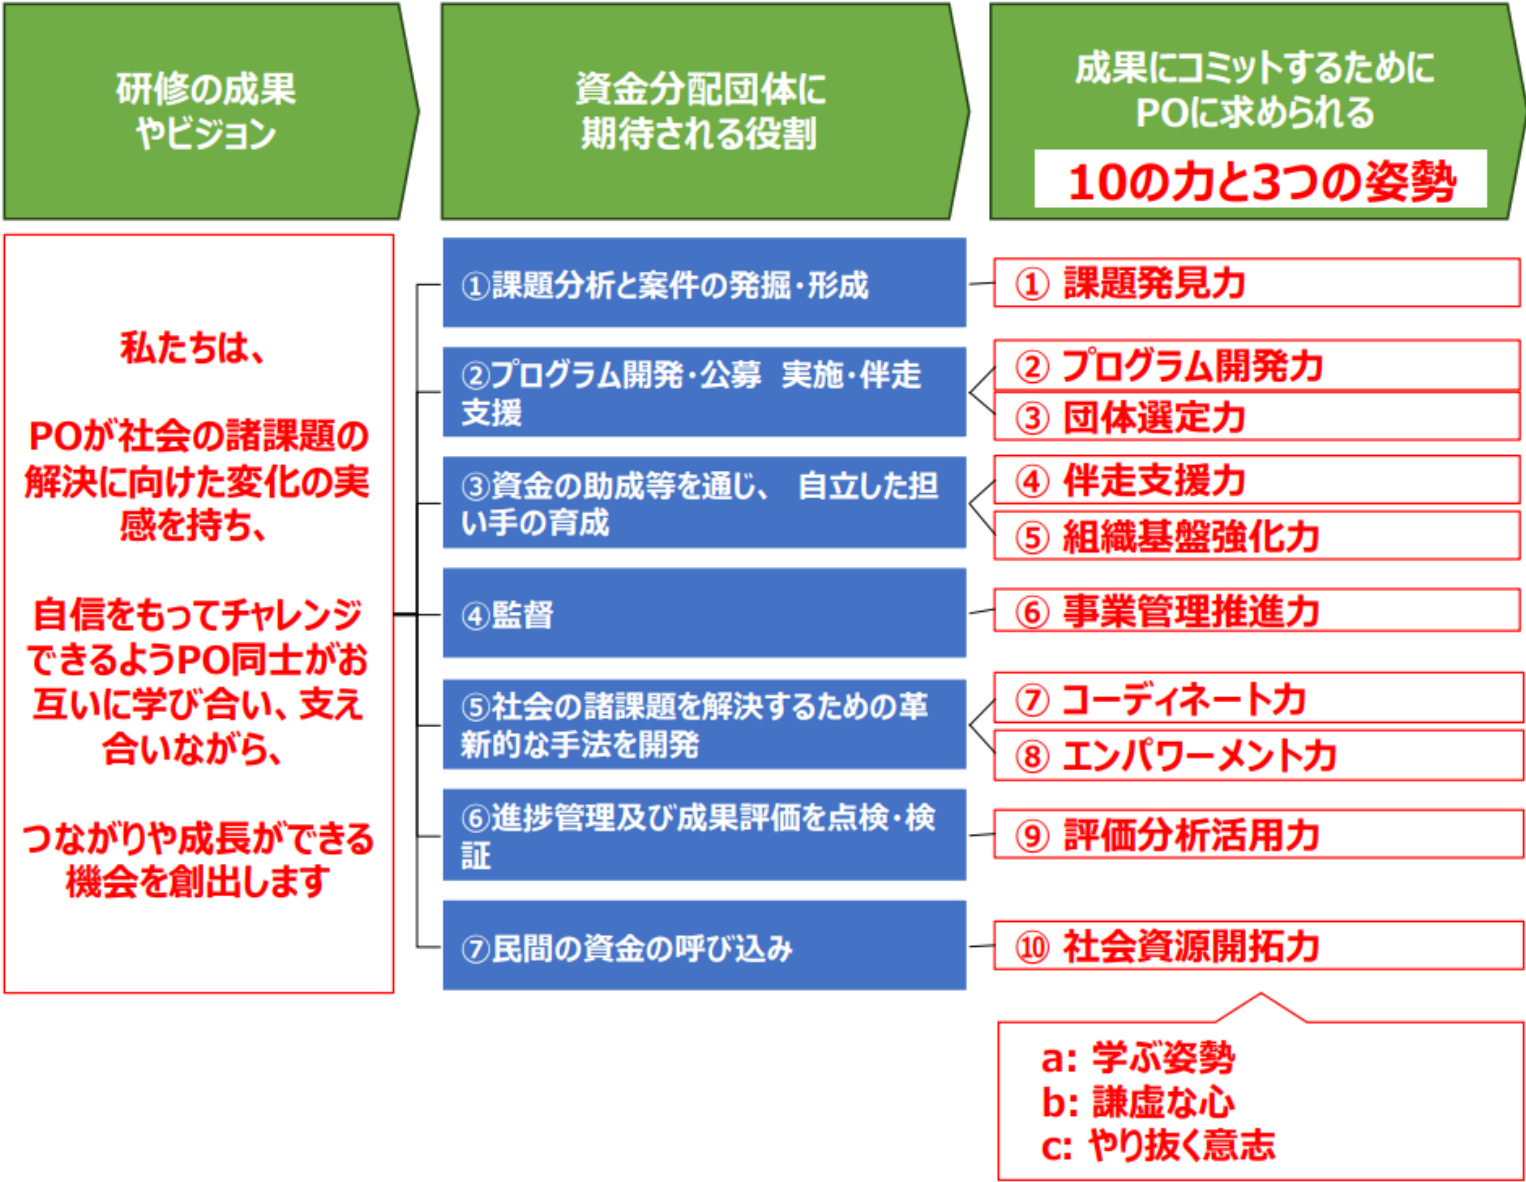 研修の成果
やビジョン
資金分配団体に
期待される役割
成果にコミットするために
POに求められる
10の力と3つの姿勢
私たちは、
POが社会の諸課題の
解決に向けた変化の実
感を持ち、
自信をもってチャレンジ
できるようPO同士がお
互いに学び合い、支え
合いながら、
つながりや成長ができる
機会を創出します
①課題分析と案件の発掘・形成
②プログラム開発・公募　実施・伴走
支援
③資金の助成等を通じ、 自立した担
い手の育成
④監督
⑤社会の諸課題を解決するための革
新的な手法を開発
⑥進捗管理及び成果評価を点検・検
証
⑦民間の資金の呼び込み
① 課題発見力
② プログラム開発力
③ 団体選定力
④ 伴走支援力
⑤ 組織基盤強化力
⑥ 事業管理推進力
⑦ コーディネート力
⑧ エンパワーメント力
⑨ 評価分析活用力
⑩ 社会資源開拓力
a: 学ぶ姿勢
b: 謙虚な心
c: やり抜く意志